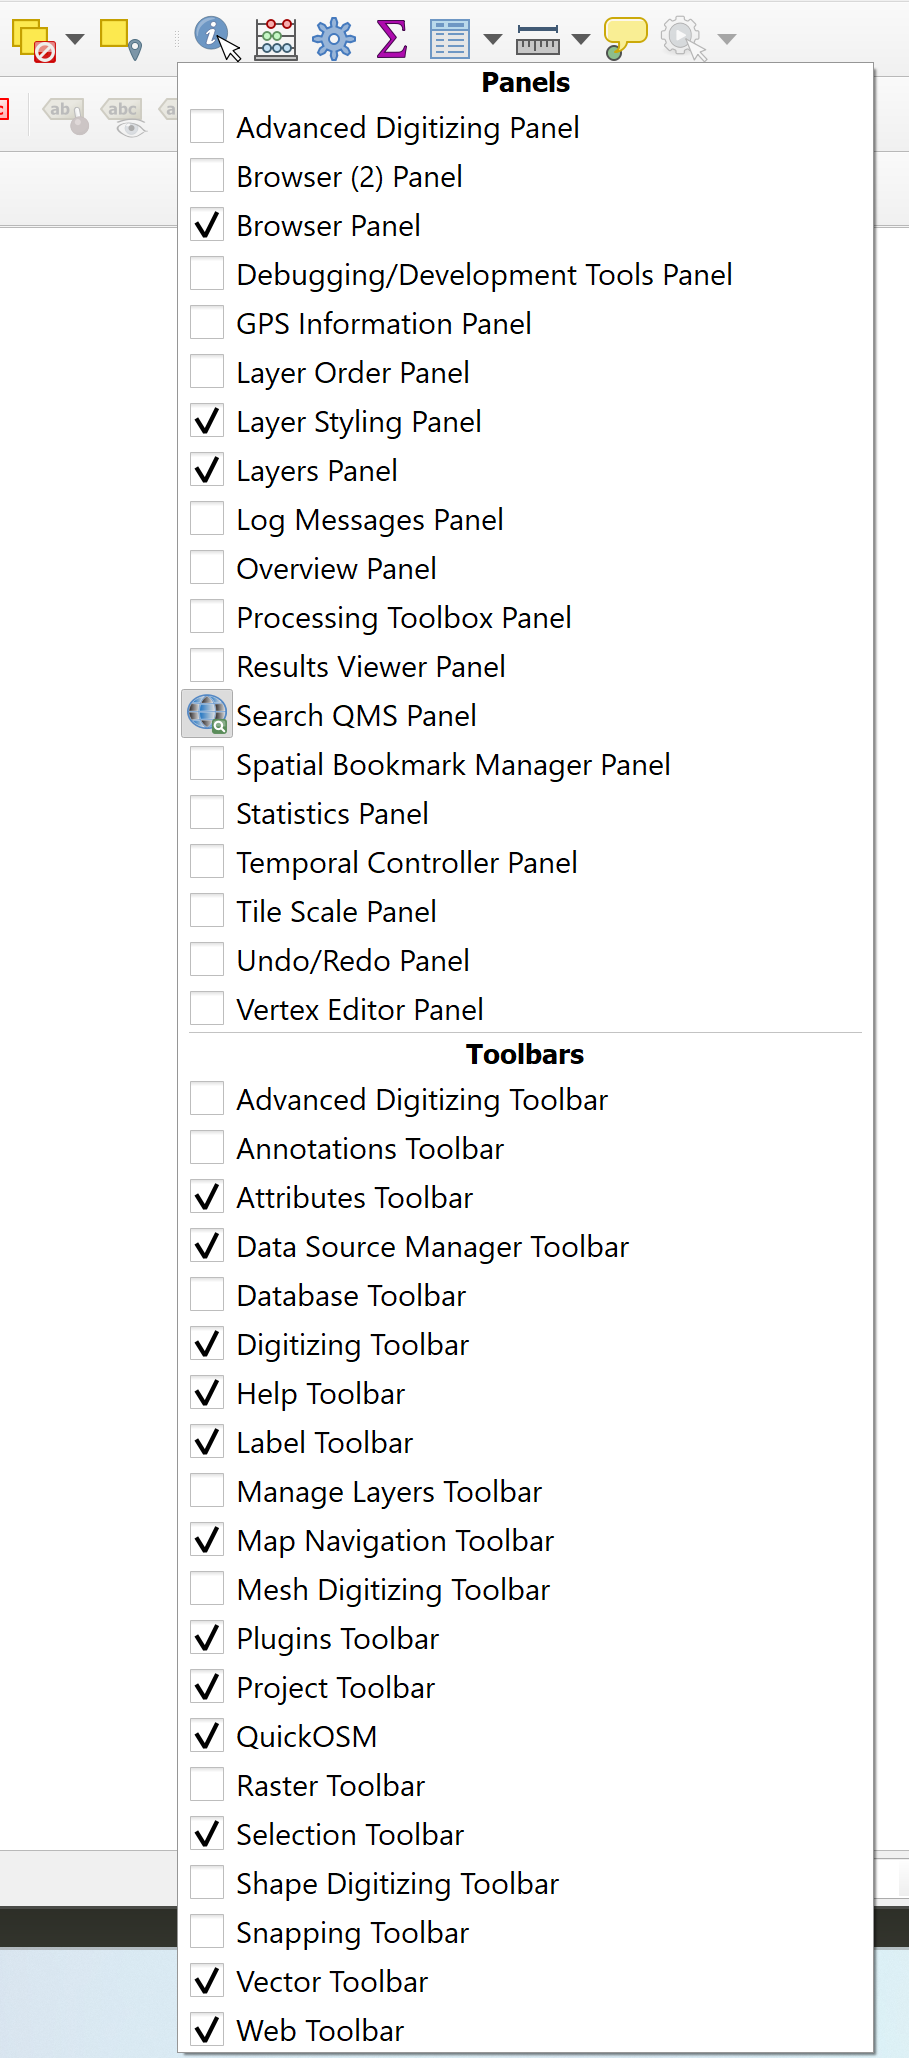 i
c
ab
abc
a
Panels
Advanced Digitizing Panel
Browser (2) Panel
Browser Panel
Debugging/Development Tools Panel
GPS Information Panel
Layer Order Panel
Layer Styling Panel
Layers Panel
Log Messages Panel
Overview Panel
Processing Toolbox Panel
Results Viewer Panel
Search QMS Panel
Spatial Bookmark Manager Panel
Statistics Panel
Temporal Controller Panel
Tile Scale Panel
Undo/Redo Panel
Vertex Editor Panel
Toolbars
Advanced Digitizing Toolbar
Annotations Toolbar
Attributes Toolbar
Data Source Manager Toolbar
Database Toolbar
Digitizing Toolbar
Help Toolbar
Label Toolbar
Manage Layers Toolbar
Map Navigation Toolbar
Mesh Digitizing Toolbar
Plugins Toolbar
Project Toolbar
QuickOSM
Raster Toolbar
Selection Toolbar
Shape Digitizing Toolbar
Snapping Toolbar
Vector Toolbar
Web Toolbar